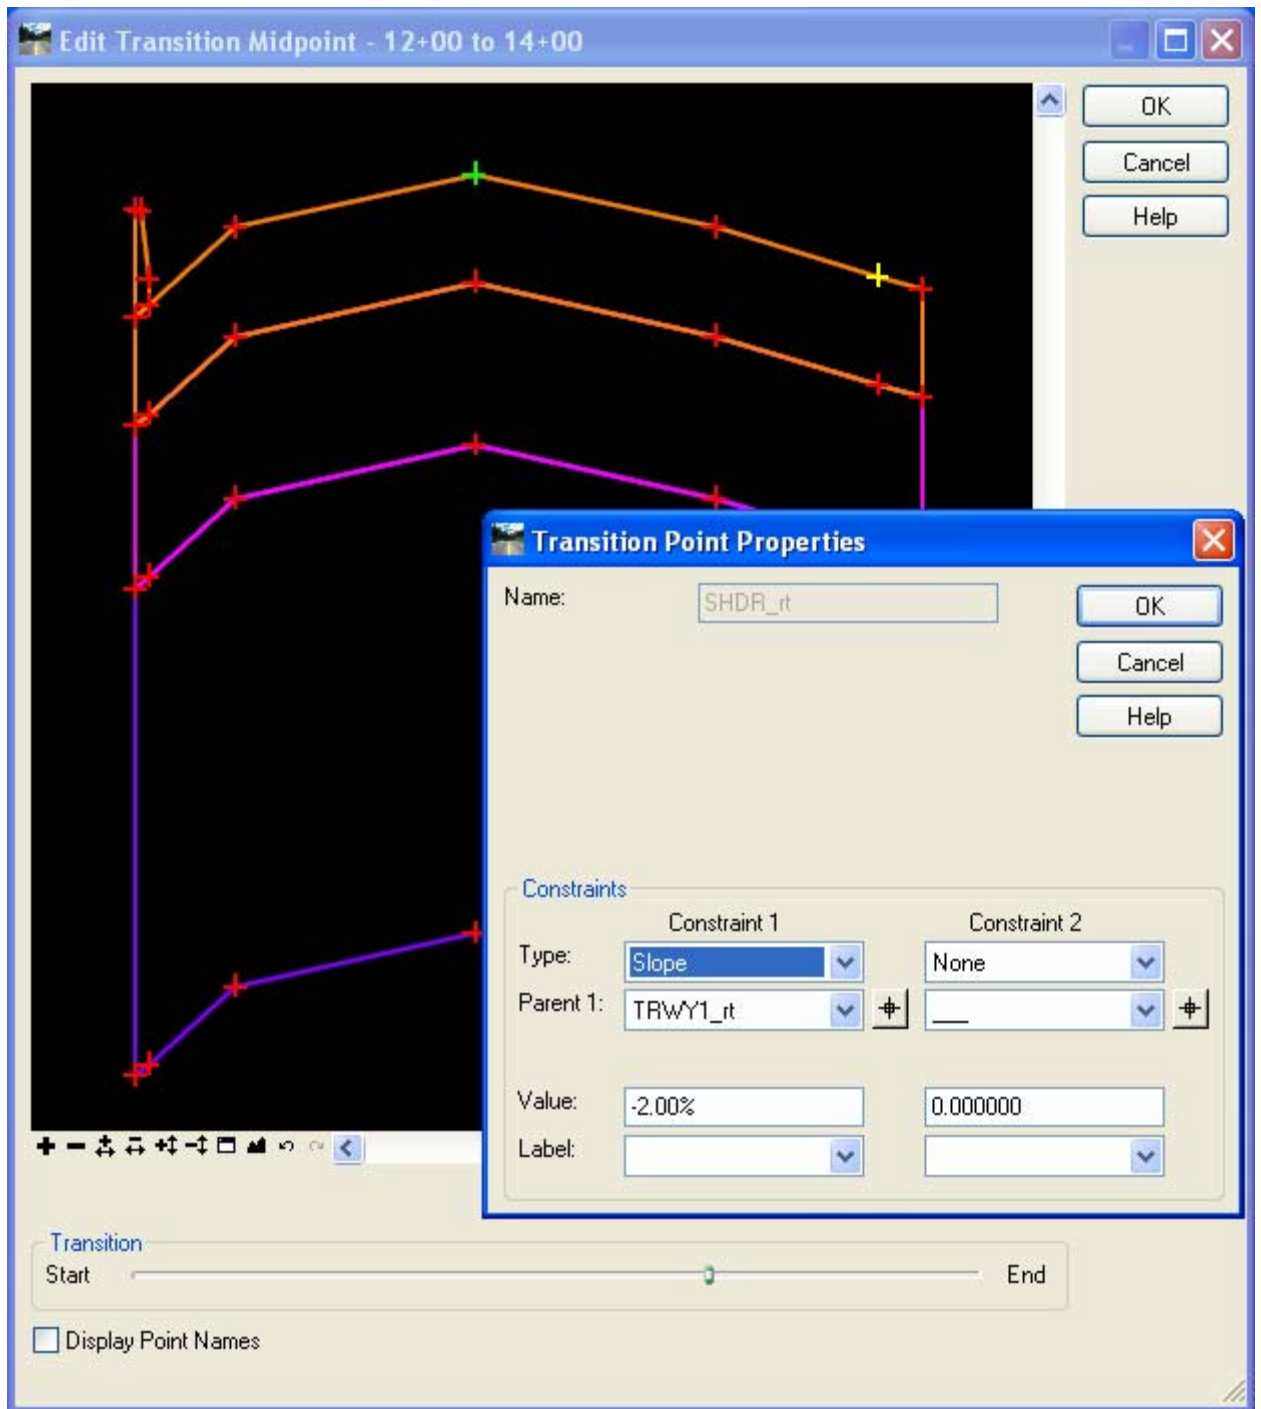 Edit Transition Midpoint - 12+00 to 14+00
OK
Cancel
Help
Transition Point Properties
Name:
SHDR_rt
OK
Cancel
Help
Constraints
Constraint 1
Constraint 2
Type:
Slope
None
Parent 1:
TRWY1_rt
___
Value:
-2.00%
0.000000
Label:
Transition
Start
End
Display Point Names